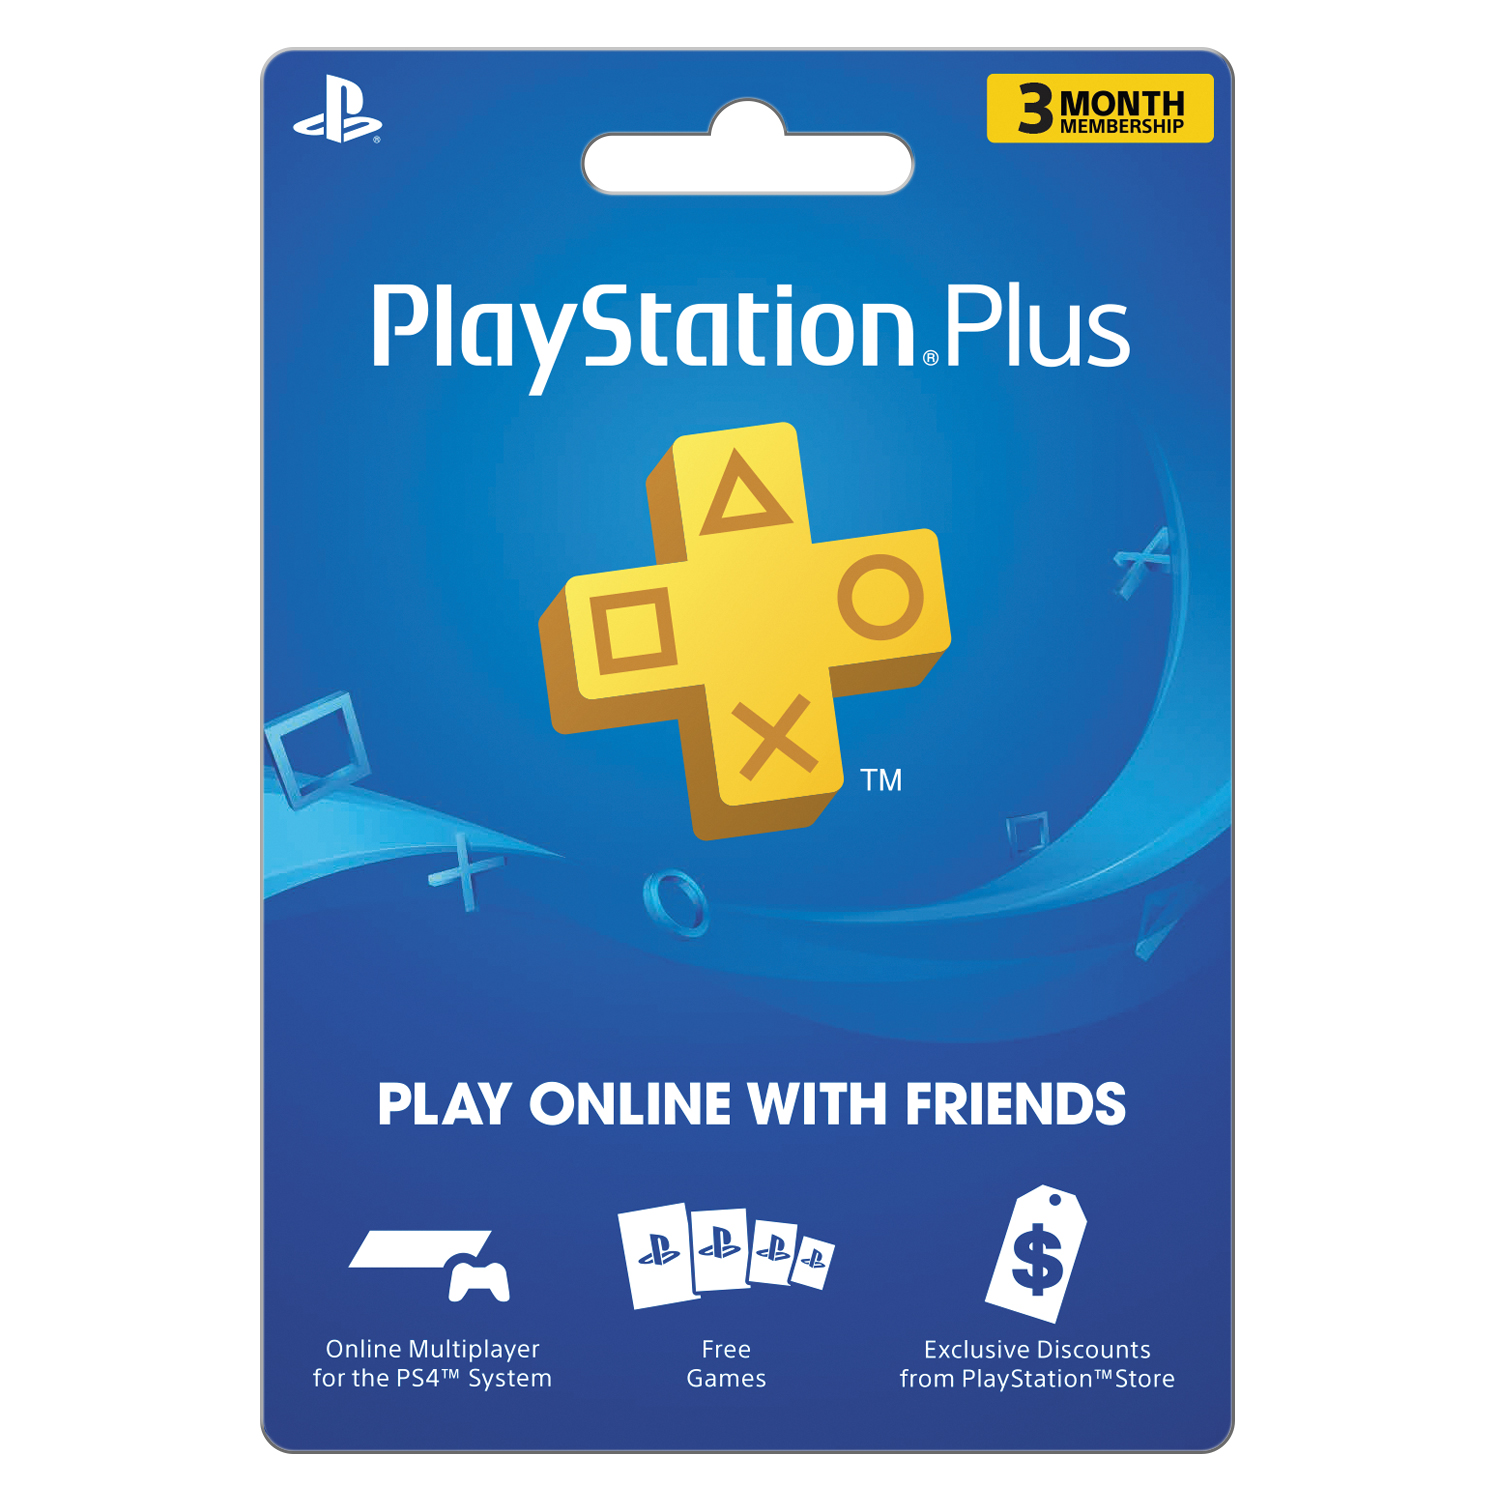 3 MONTH
MEMBERSHIP
PlayStation®Plus
TM
PLAY ONLINE WITH FRIENDS
Online Multiplayer
for the PS4™ System
Free
Games
$
Exclusive Discounts
from PlayStation™Store